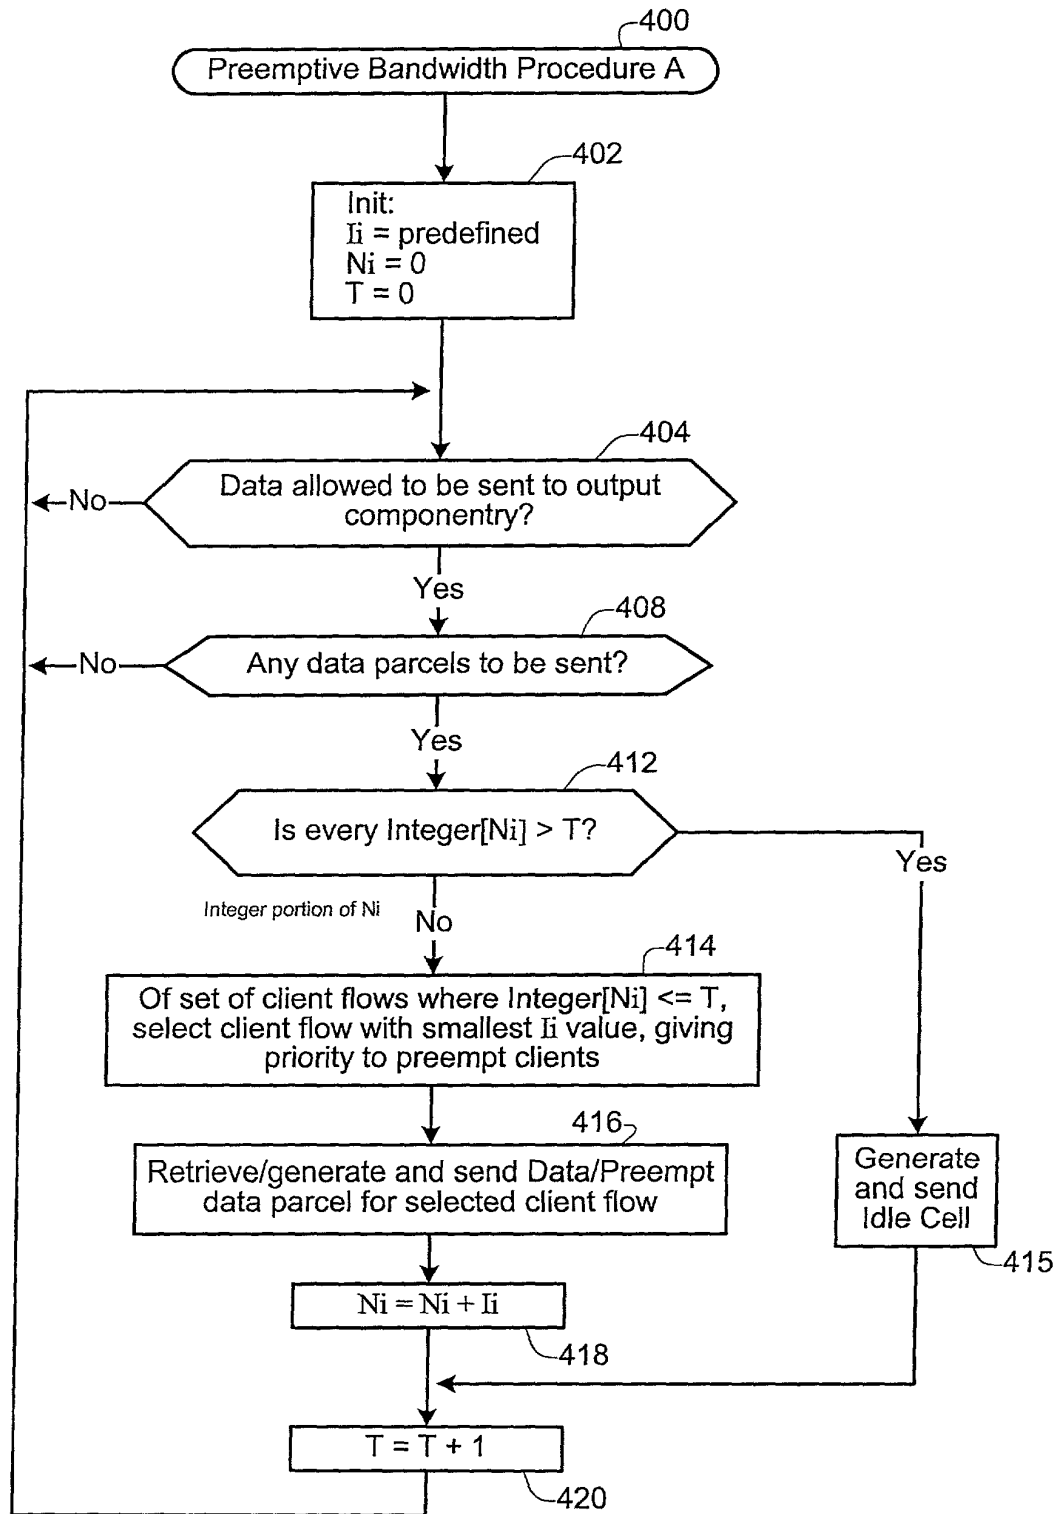 400
Preemptive Bandwidth Procedure A
402
Init:
Ii = predefined
Ni = 0
T = 0
404
Data allowed to be sent to output
componentry?
No
Yes
408
Any data parcels to be sent?
No
Yes
412
Is every Integer[Ni] > T?
Yes
Integer portion of Ni
No
414
Of set of client flows where Integer[Ni] <= T,
select client flow with smallest Ii value, giving
priority to preempt clients
416
Retrieve/generate and send Data/Preempt
data parcel for selected client flow
Generate
and send
Idle Cell
415
Ni = Ni + Ii
418
T = T + 1
420